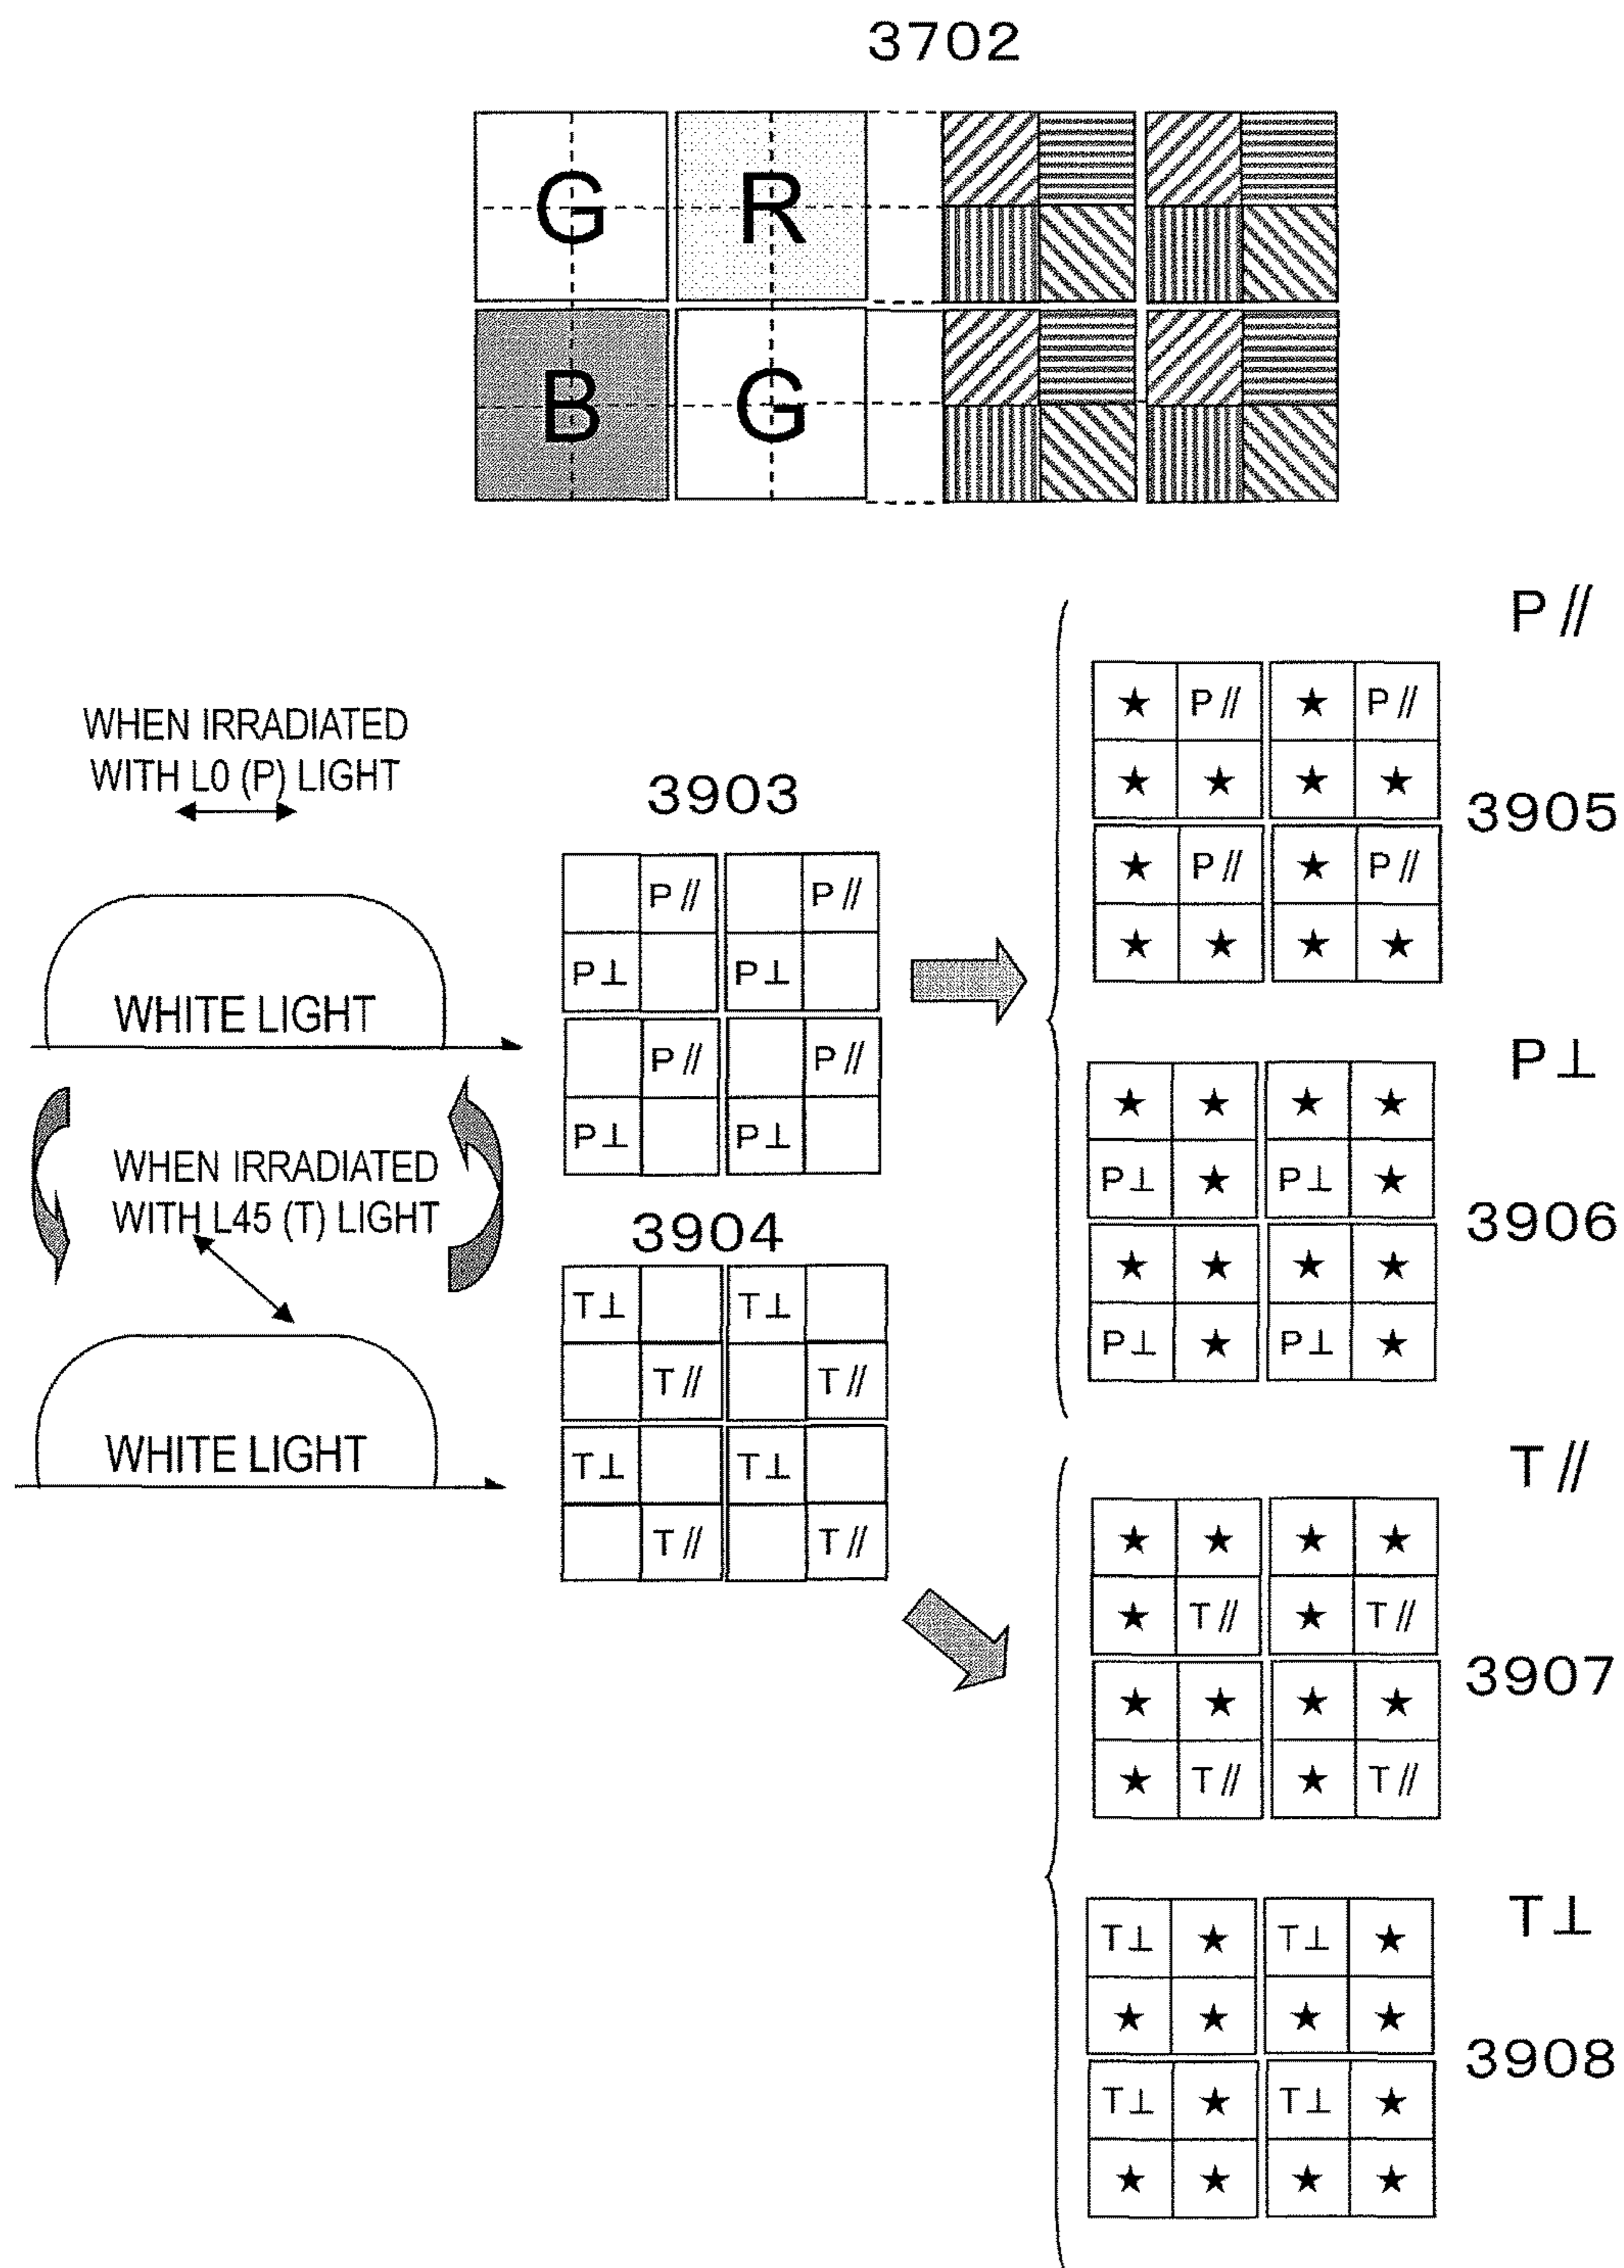 3702
G R
B G
P //
WHEN IRRADIATED
WITH L0 (P) LIGHT
3903
WHITE LIGHT
P // P //
P⊥ P⊥
P // P //
P⊥ P⊥
★ P // ★ P //
★ ★ ★ ★
3905
★ P // ★ P //
★ ★ ★ ★
P⊥
★ ★ ★ ★
P⊥ ★ P⊥ ★
3906
★ ★ ★ ★
P⊥ ★ P⊥ ★
WHEN IRRADIATED
WITH L45 (T) LIGHT
3904
WHITE LIGHT
T⊥ T⊥
T // T //
T⊥ T⊥
T // T //
T //
★ ★ ★ ★
★ T // ★ T //
3907
★ ★ ★ ★
★ T // ★ T //
T⊥
T⊥ ★ T⊥ ★
★ ★ ★ ★
3908
T⊥ ★ T⊥ ★
★ ★ ★ ★